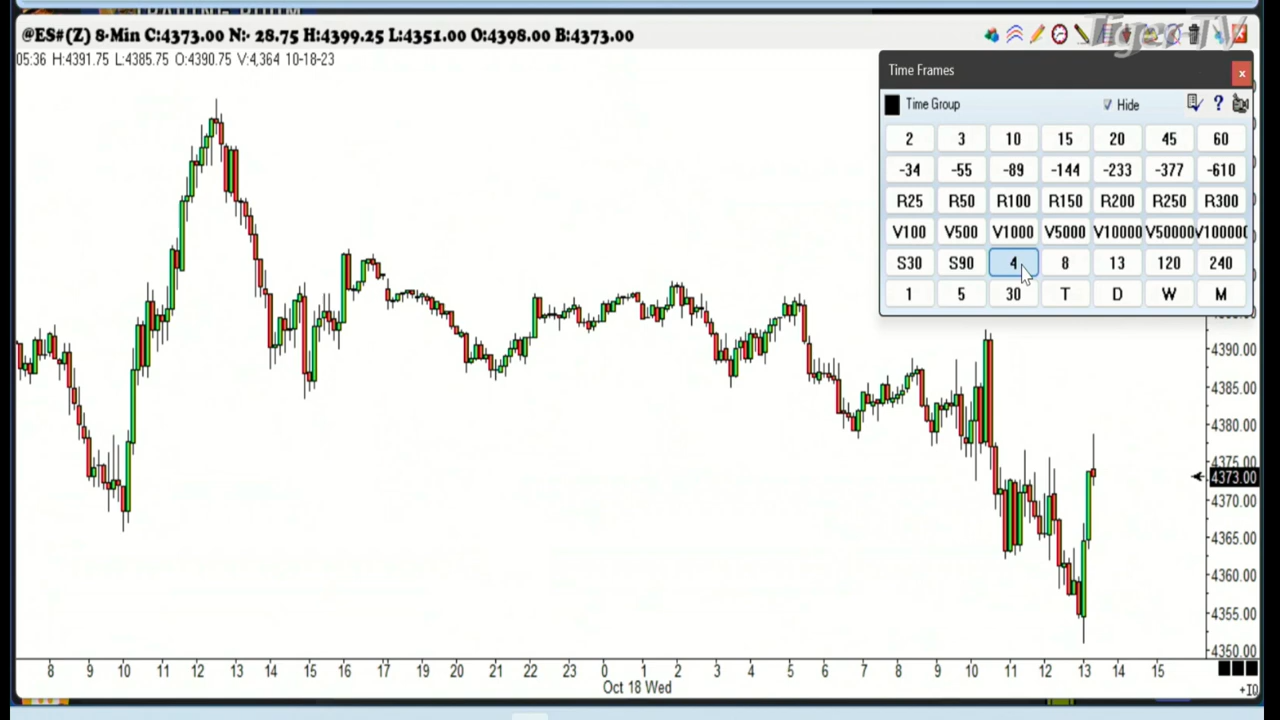 @ES#(Z) 8-Min C:4373.00 N:- 28.75 H:4399.25 L:4351.00 O:4398.00 B:4373.00
Tiger TV
05:36 H:4391.75 L:4385.75 O:4390.75 V:4,364 10-18-23
Time Frames
Time Group
Hide
2 3 10 15 20 45 60
-34 -55 -89 -144 -233 -377 -610
R25 R50 R100 R150 R200 R250 R300
V100 V500 V1000 V5000 V10000 V50000 V100000
S30 S90 4 8 13 120 240
1 5 30 T D W M
4390.00
4385.00
4380.00
4375.00
4373.00
4370.00
4365.00
4360.00
4355.00
4350.00
8 9 10 11 12 13 14 15 16 17 18 19 20 21 22 23 0 1 2 3 4 5 6 7 8 9 10 11 12 13 14 15
Oct 18 Wed